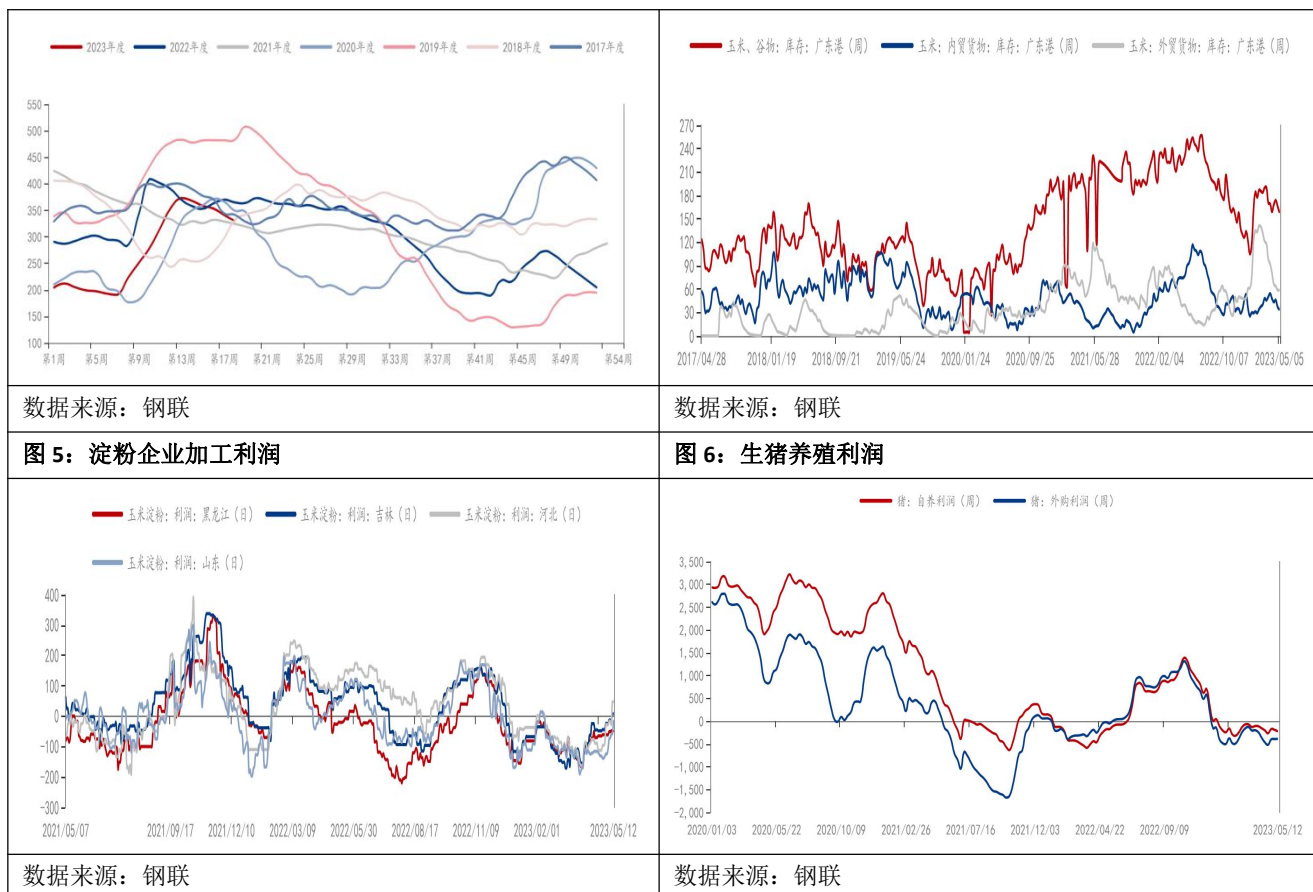 2023年度 2022年度 2021年度 2020年度 2019年度 2018年度 2017年度
550
500
450
400
350
300
250
200
150
100
第1周 第5周 第9周 第13周 第17周 第21周 第25周 第29周 第33周 第37周 第41周 第45周 第49周 第54周
玉米、谷物：库存：广东港（周） 玉米：内贸货物：库存：广东港（周） 玉米：外贸货物：库存：广东港（周）
270
240
210
180
150
120
90
60
30
0
2017/04/28 2018/01/19 2018/09/21 2019/05/24 2020/01/24 2020/09/25 2021/05/28 2022/02/04 2022/10/07 2023/05/05
数据来源：钢联
数据来源：钢联
图 5：淀粉企业加工利润
图 6：生猪养殖利润
玉米淀粉：利润：黑龙江（日） 玉米淀粉：利润：吉林（日） 玉米淀粉：利润：河北（日）
玉米淀粉：利润：山东（日）
400
300
200
100
0
-100
-200
-300
2021/05/07 2021/09/17 2021/12/10 2022/03/09 2022/05/30 2022/08/17 2022/11/09 2023/02/01 2023/05/12
猪：自养利润（周） 猪：外购利润（周）
3,500
3,000
2,500
2,000
1,500
1,000
500
0
-500
-1,000
-1,500
-2,000
2020/01/03 2020/05/22 2020/10/09 2021/02/26 2021/07/16 2021/12/03 2022/04/22 2022/09/09 2023/05/12
数据来源：钢联
数据来源：钢联